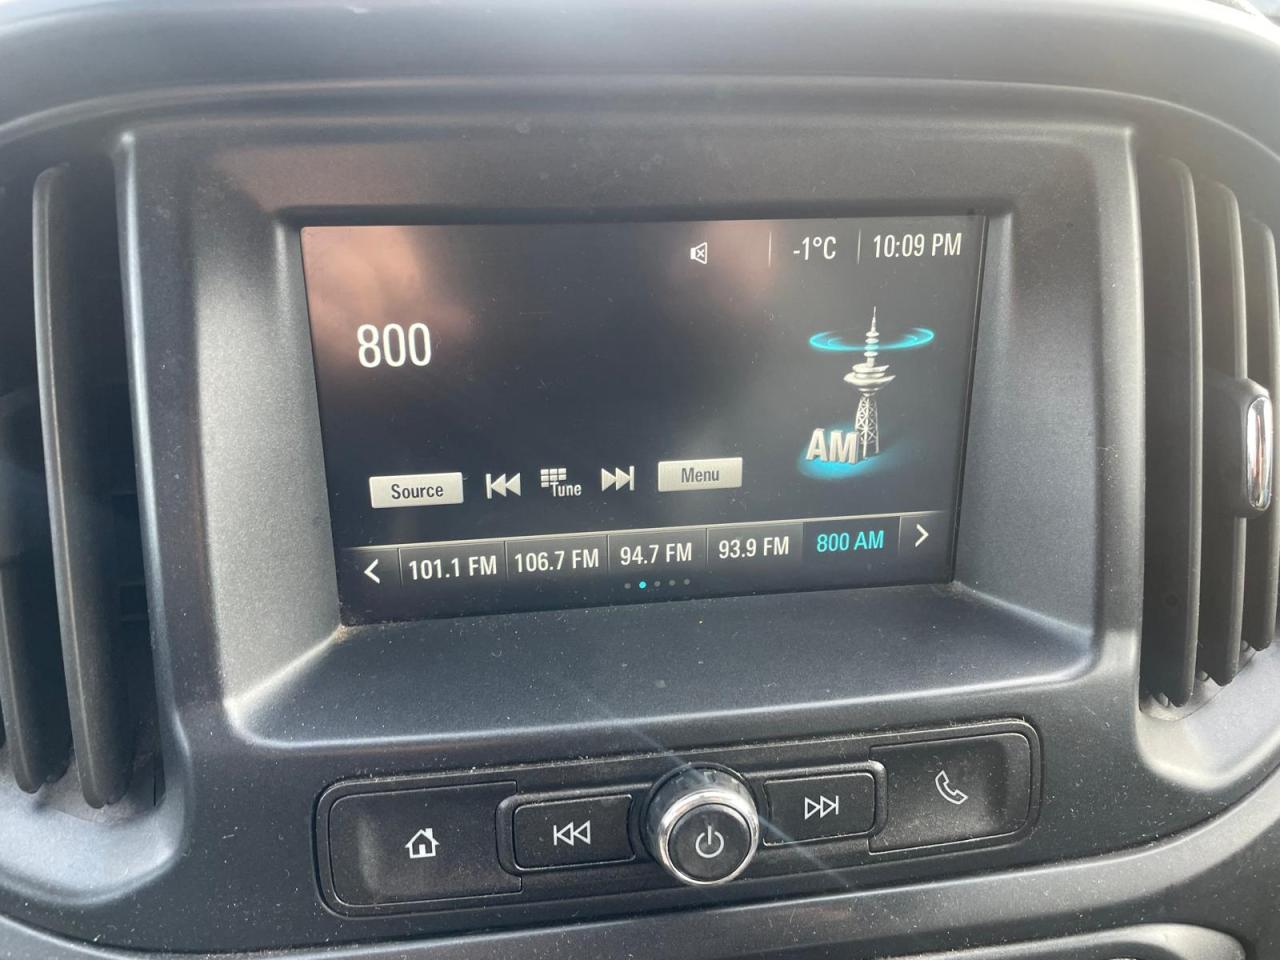 -1°C
10:09 PM
800
AM
Source
Tune
Menu
101.1 FM
106.7 FM
94.7 FM
93.9 FM
800 AM